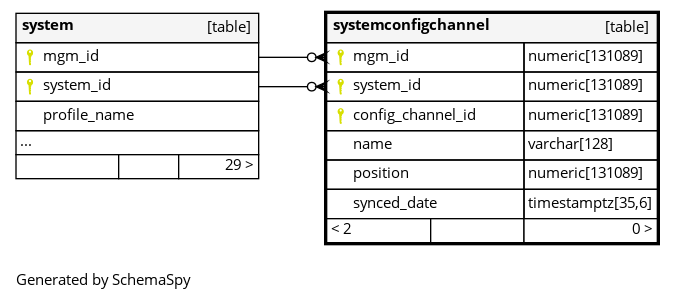 system [table]
mgm_id
system_id
profile_name
...
29 >
systemconfigchannel [table]
mgm_id numeric[131089]
system_id numeric[131089]
config_channel_id numeric[131089]
name varchar[128]
position numeric[131089]
synced_date timestamptz[35,6]
< 2 0 >
Generated by SchemaSpy